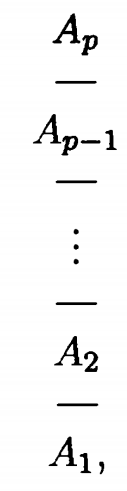 A_p
—
A_{p-1}
—
⋮
—
A_2
—
A_1,